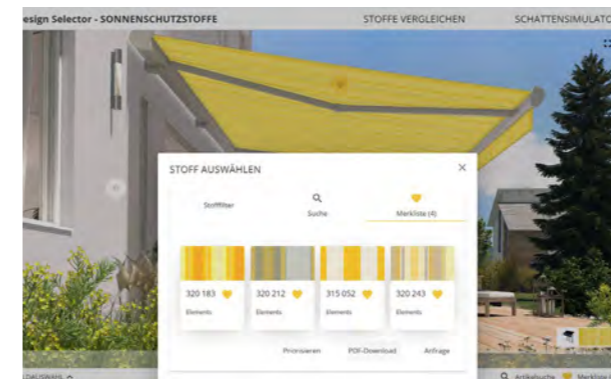 esign Selector - SONNENSCHUTZSTOFFE
STOFFE VERGLEICHEN
SCHATTENSIMULATO
STOFF AUSWÄHLEN
Stofffilter
Suche
Merkliste (4)
320 183
320 212
315 052
320 243
Elements
Elements
Elements
Elements
Priorisieren
PDF-Download
Anfrage
Artikelsuche
Merkliste